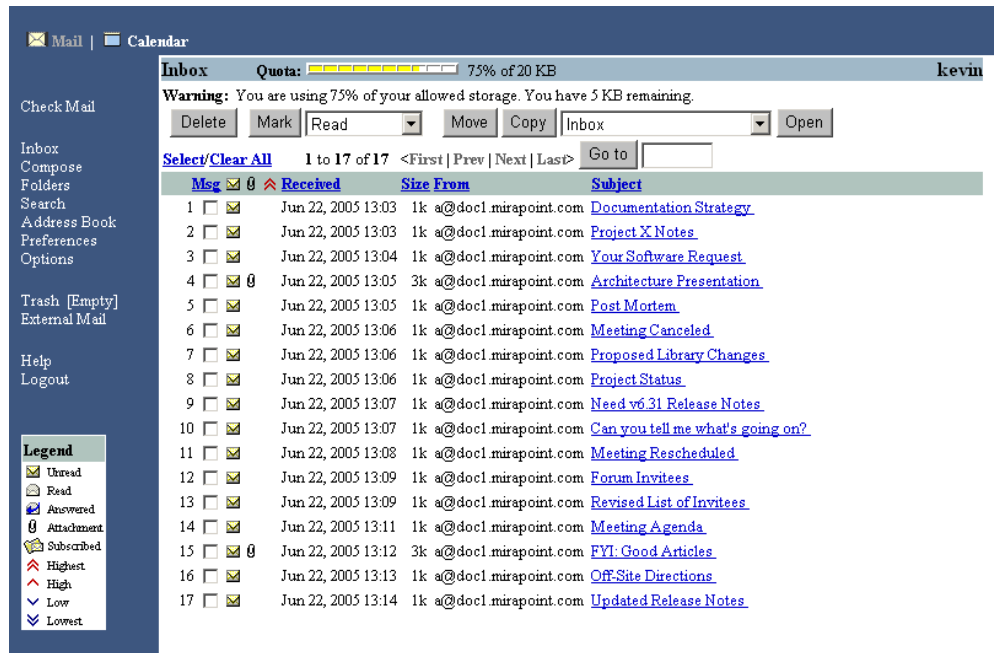 Mail | Calendar
Inbox Quota: 75% of 20 KB kevin
Warning: You are using 75% of your allowed storage. You have 5 KB remaining.
Delete Mark Read Move Copy Inbox Open
Select/Clear All 1 to 17 of 17 <First | Prev | Next | Last> Go to
Msg Received Size From Subject
1 Jun 22, 2005 13:03 1k a@doc1.mirapoint.com Documentation Strategy
2 Jun 22, 2005 13:03 1k a@doc1.mirapoint.com Project X Notes
3 Jun 22, 2005 13:04 1k a@doc1.mirapoint.com Your Software Request
4 Jun 22, 2005 13:05 3k a@doc1.mirapoint.com Architecture Presentation
5 Jun 22, 2005 13:05 1k a@doc1.mirapoint.com Post Mortem
6 Jun 22, 2005 13:06 1k a@doc1.mirapoint.com Meeting Canceled
7 Jun 22, 2005 13:06 1k a@doc1.mirapoint.com Proposed Library Changes
8 Jun 22, 2005 13:06 1k a@doc1.mirapoint.com Project Status
9 Jun 22, 2005 13:07 1k a@doc1.mirapoint.com Need v6.31 Release Notes
10 Jun 22, 2005 13:07 1k a@doc1.mirapoint.com Can you tell me what's going on?
11 Jun 22, 2005 13:08 1k a@doc1.mirapoint.com Meeting Rescheduled
12 Jun 22, 2005 13:09 1k a@doc1.mirapoint.com Forum Invitees
13 Jun 22, 2005 13:09 1k a@doc1.mirapoint.com Revised List of Invitees
14 Jun 22, 2005 13:11 1k a@doc1.mirapoint.com Meeting Agenda
15 Jun 22, 2005 13:12 3k a@doc1.mirapoint.com FYI: Good Articles
16 Jun 22, 2005 13:13 1k a@doc1.mirapoint.com Off-Site Directions
17 Jun 22, 2005 13:14 1k a@doc1.mirapoint.com Updated Release Notes
Check Mail
Inbox
Compose
Folders
Search
Address Book
Preferences
Options
Trash [Empty]
External Mail
Help
Logout
Legend
Unread
Read
Answered
Attachment
Subscribed
Highest
High
Low
Lowest